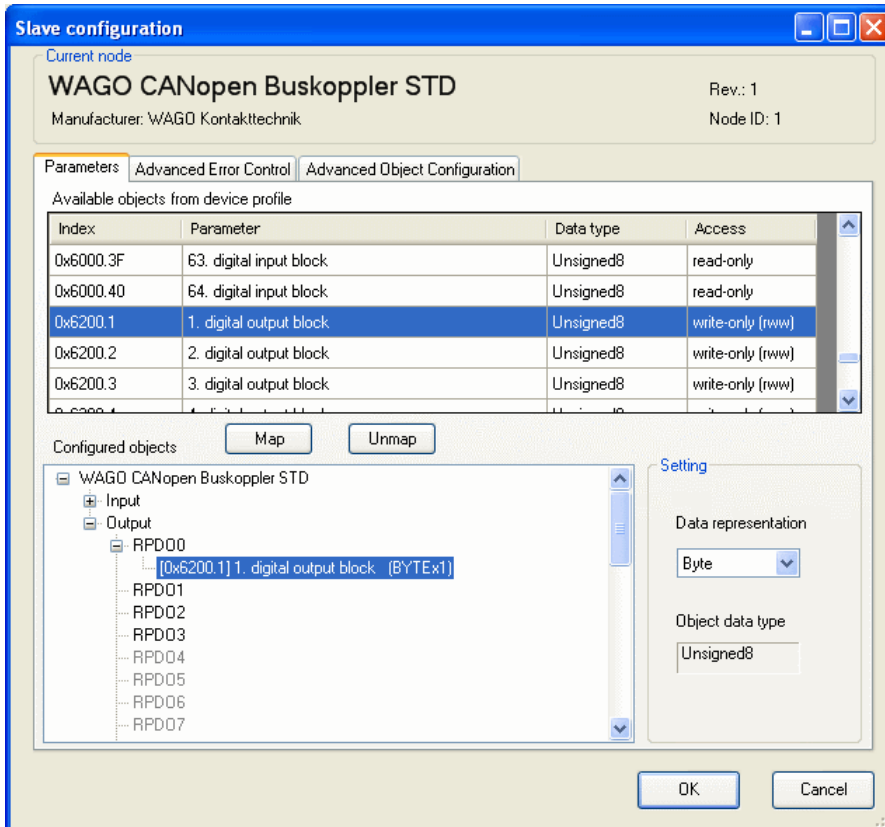 Slave configuration
Current node
WAGO CANopen Buskoppler STD
Rev.: 1
Manufacturer: WAGO Kontakttechnik
Node ID: 1
Parameters Advanced Error Control Advanced Object Configuration
Available objects from device profile
Index Parameter Data type Access
0x6000.3F 63. digital input block Unsigned8 read-only
0x6000.40 64. digital input block Unsigned8 read-only
0x6200.1 1. digital output block Unsigned8 write-only (rww)
0x6200.2 2. digital output block Unsigned8 write-only (rww)
0x6200.3 3. digital output block Unsigned8 write-only (rww)
Configured objects Map Unmap
WAGO CANopen Buskoppler STD
Input
Output
RPDO0
[0x6200.1] 1. digital output block (BYTEx1)
RPDO1
RPDO2
RPDO3
RPDO4
RPDO5
RPDO6
RPDO7
Setting
Data representation
Byte
Object data type
Unsigned8
OK Cancel